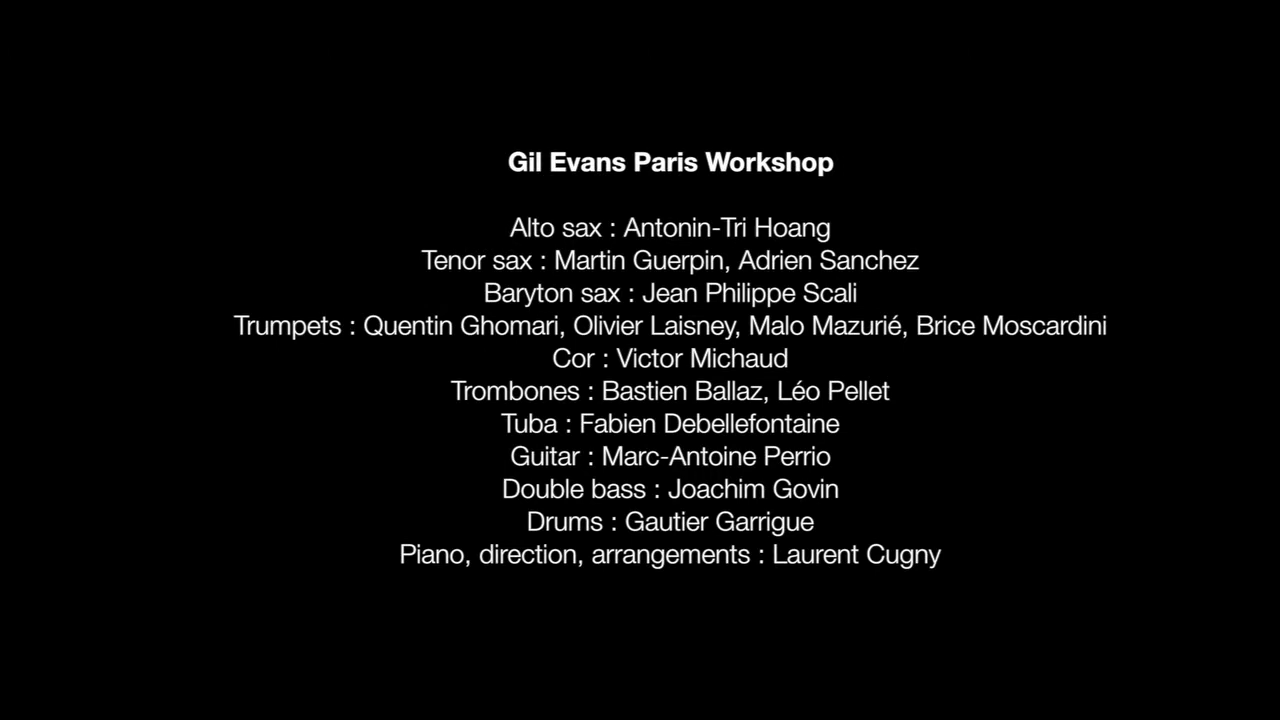 Gil Evans Paris Workshop
Alto sax : Antonin-Tri Hoang
Tenor sax : Martin Guerpin, Adrien Sanchez
Baryton sax : Jean Philippe Scali
Trumpets : Quentin Ghomari, Olivier Laisney, Malo Mazurié, Brice Moscardini
Cor : Victor Michaud
Trombones : Bastien Ballaz, Léo Pellet
Tuba : Fabien Debellefontaine
Guitar : Marc-Antoine Perrio
Double bass : Joachim Govin
Drums : Gautier Garrigue
Piano, direction, arrangements : Laurent Cugny